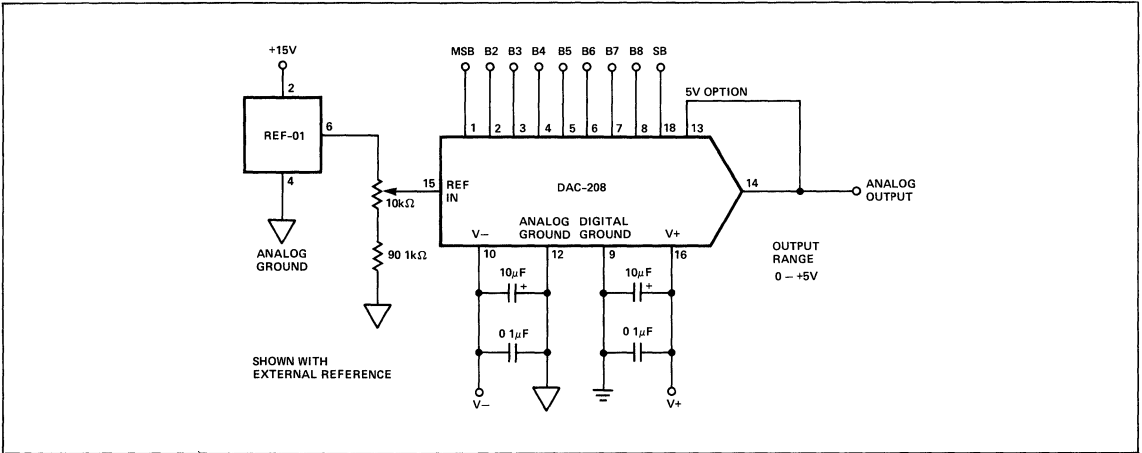 +15V
2
REF-01
6
4
ANALOG
GROUND
10kΩ
90 1kΩ
MSB B2 B3 B4 B5 B6 B7 B8 SB
1 2 3 4 5 6 7 8 18 13
5V OPTION
15 REF
IN
DAC-208
14
ANALOG
OUTPUT
V−
ANALOG
GROUND
DIGITAL
GROUND
V+
10 12 9 16
OUTPUT
RANGE
0 – +5V
10μF
+
10μF
+
0 1μF
0 1μF
V−
V+
SHOWN WITH
EXTERNAL REFERENCE